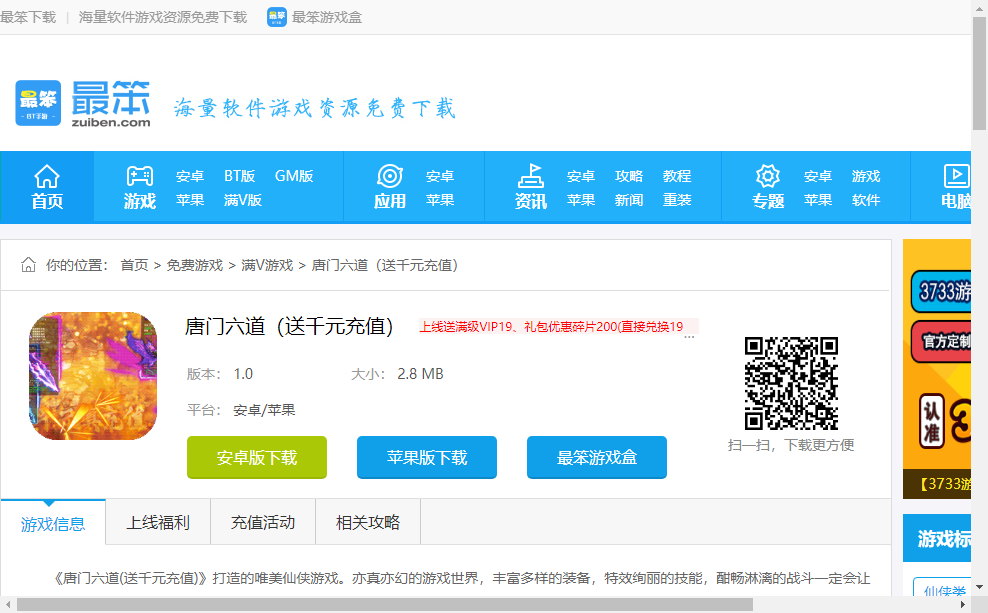 最笨下载 | 海量软件游戏资源免费下载 最笨游戏盒
最笨 最笨
- BT手游 - zuiben.com 海量软件游戏资源免费下载
首页
游戏 安卓 BT版 GM版
苹果 满V版
应用 安卓
苹果
资讯 安卓 攻略 教程
苹果 新闻 重装
专题 安卓 游戏
苹果 软件
电脑
你的位置： 首页 > 免费游戏 > 满V游戏 > 唐门六道（送千元充值）
唐门六道（送千元充值） 上线送满级VIP19、礼包优惠碎片200(直接兑换19
...
版本： 1.0 大小： 2.8 MB
平台： 安卓/苹果
安卓版下载 苹果版下载 最笨游戏盒
扫一扫，下载更方便
3733游
官方定制
认准 3
【3733游
游戏信息 上线福利 充值活动 相关攻略
游戏标
《唐门六道(送千元充值)》打造的唯美仙侠游戏。亦真亦幻的游戏世界，丰富多样的装备，特效绚丽的技能，酣畅淋漓的战斗一定会让
仙侠类